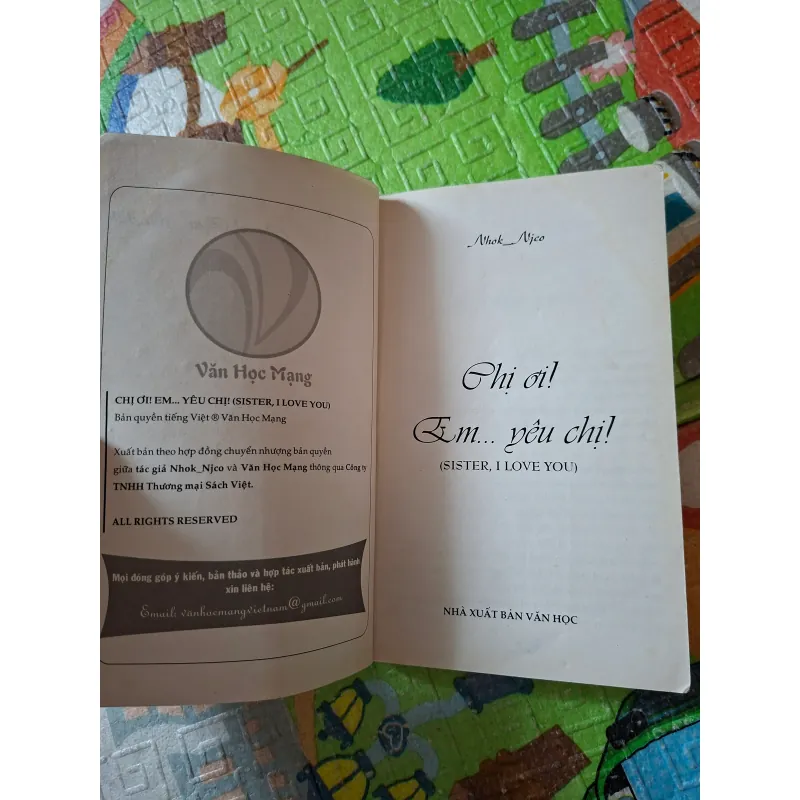 Văn Học Mạng
CHỊ ƠI! EM... YÊU CHỊ! (SISTER, I LOVE YOU)
Bản quyền tiếng Việt ® Văn Học Mạng
Xuất bản theo hợp đồng chuyển nhượng bản quyền
giữa tác giả Nhok_Njco và Văn Học Mạng thông qua Công ty
TNHH Thương mại Sách Việt.
ALL RIGHTS RESERVED
Mọi đóng góp ý kiến, bản thảo và hợp tác xuất bản, phát hành
xin liên hệ:
Email: vanhocmangvietnam@gmail.com
Nhok_Njco
Chị ơi!
Em... yêu chị!
(SISTER, I LOVE YOU)
NHÀ XUẤT BẢN VĂN HỌC